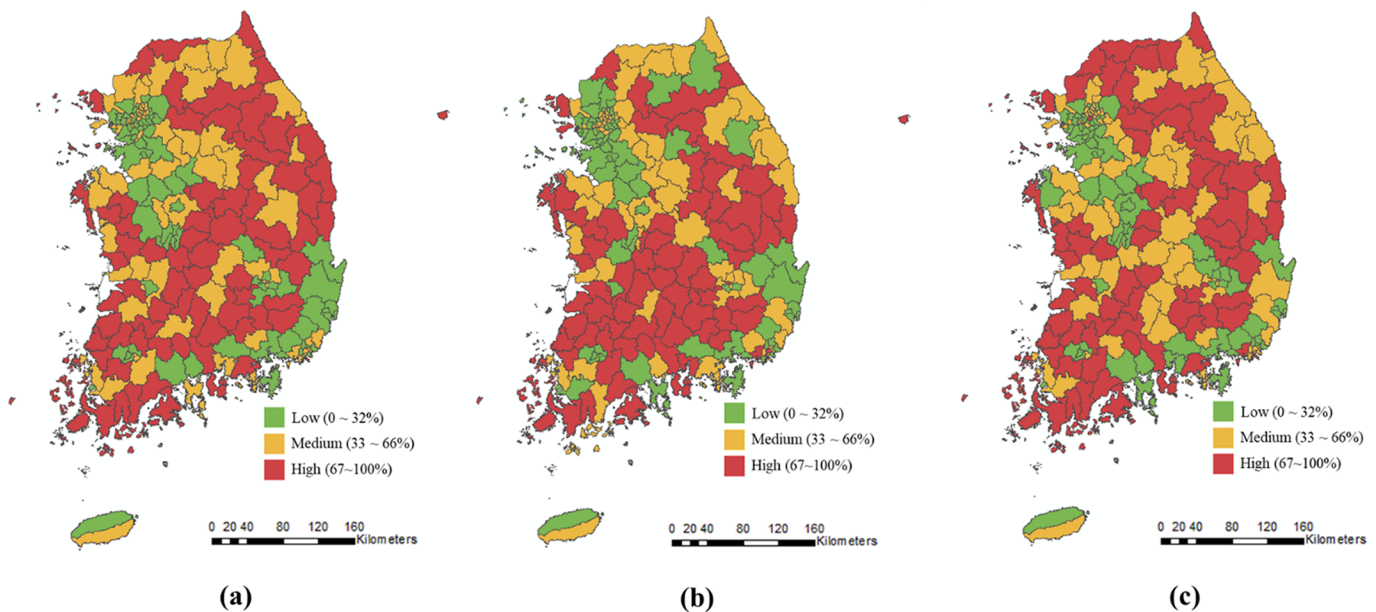 Low (0 ~ 32%)
Medium (33 ~ 66%)
High (67~100%)
0 20 40 80 120 160
Kilometers
(a)
Low (0 ~ 32%)
Medium (33 ~ 66%)
High (67~100%)
0 20 40 80 120 160
Kilometers
(b)
Low (0 ~ 32%)
Medium (33 ~ 66%)
High (67~100%)
0 20 40 80 120 160
Kilometers
(c)